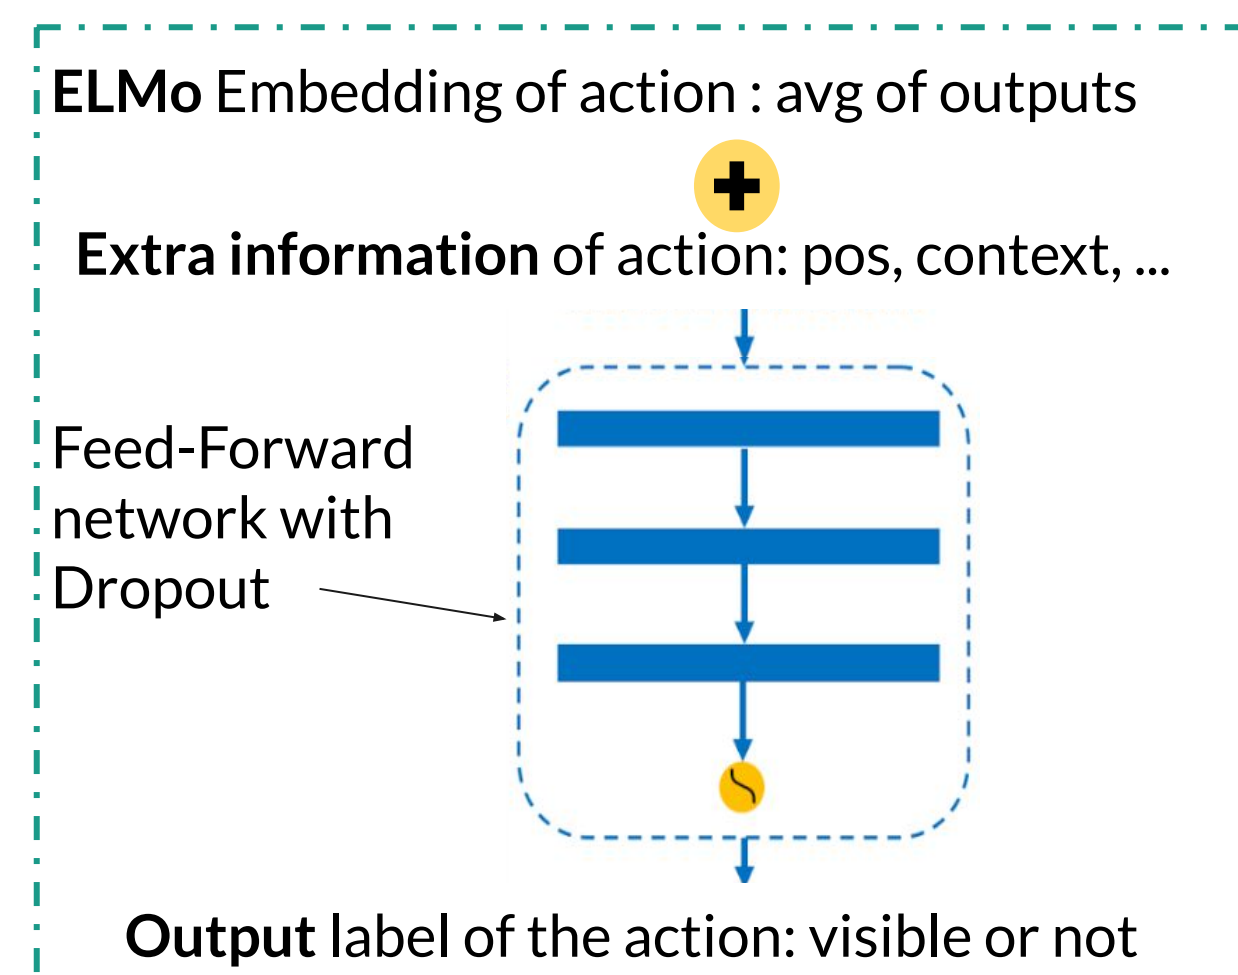 ELMo Embedding of action : avg of outputs
Extra information of action: pos, context, ...
Feed-Forward
network with
Dropout
Output label of the action: visible or not